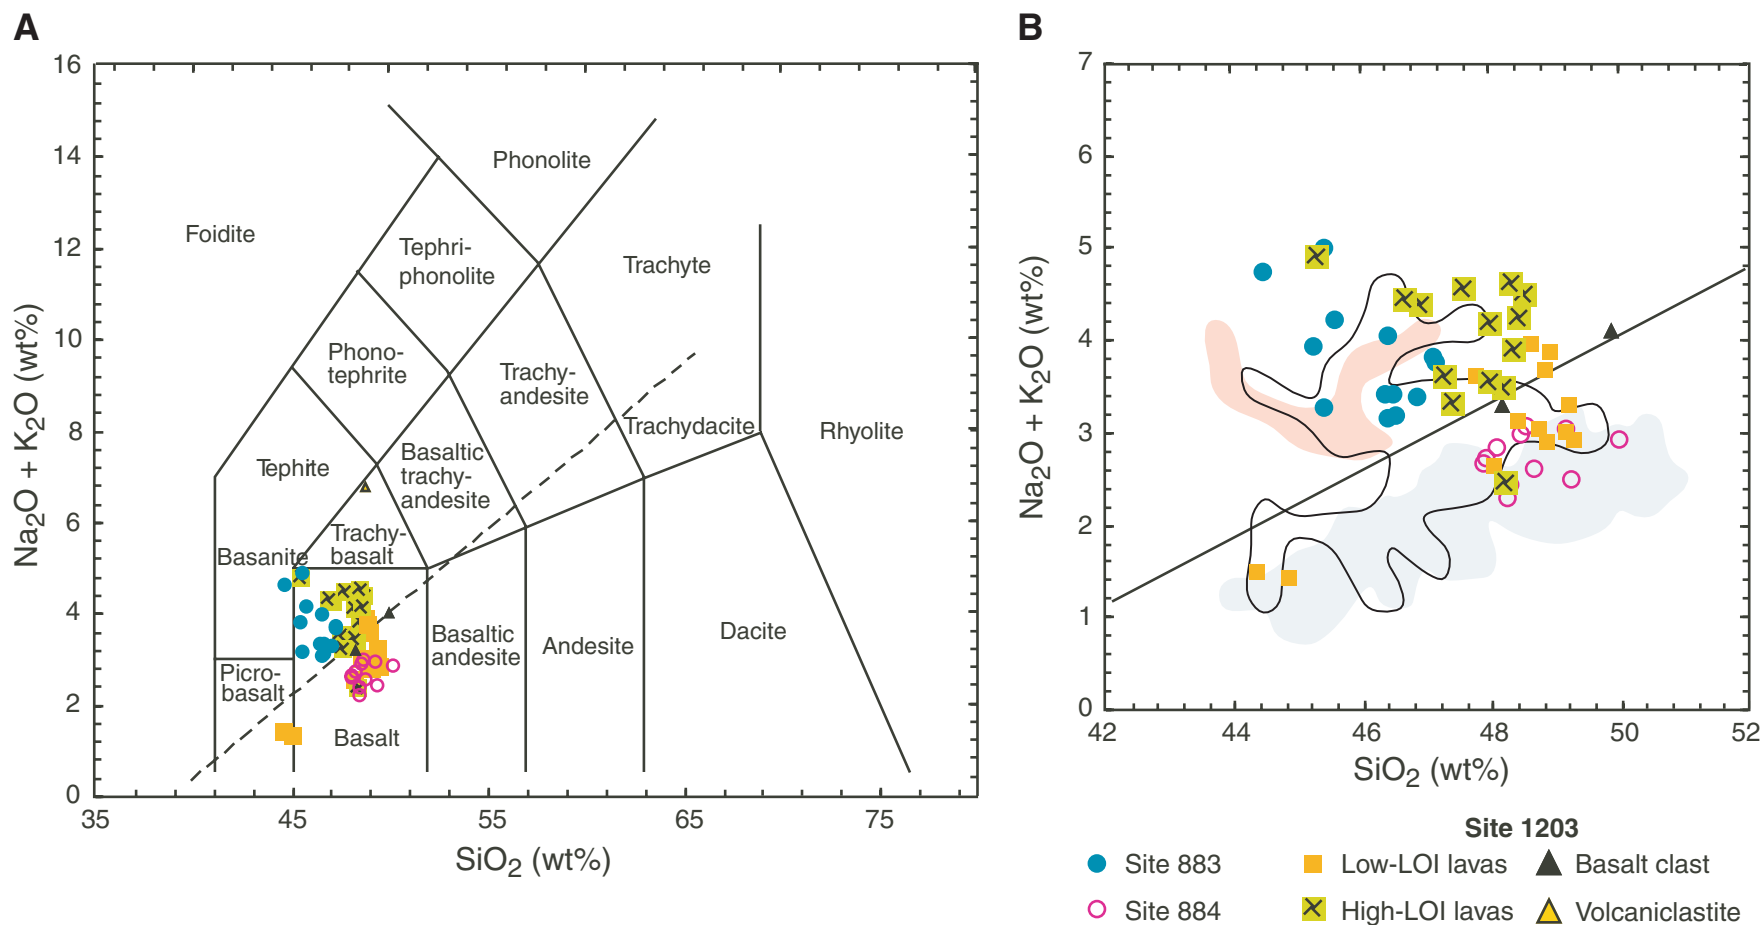 A
B
16
14
12
10
8
6
4
2
0
35
45
55
65
75
Na2O + K2O (wt%)
SiO2 (wt%)
Foidite
Phonolite
Tephri-
phonolite
Trachyte
Phono-
tephrite
Trachy-
andesite
Trachydacite
Rhyolite
Tephite
Basaltic
trachy-
andesite
Trachy-
basalt
Basanite
Picro-
basalt
Basalt
Basaltic
andesite
Andesite
Dacite
7
6
5
4
3
2
1
0
42
44
46
48
50
52
Na2O + K2O (wt%)
SiO2 (wt%)
Site 1203
Site 883
Low-LOI lavas
Basalt clast
Site 884
High-LOI lavas
Volcaniclastite